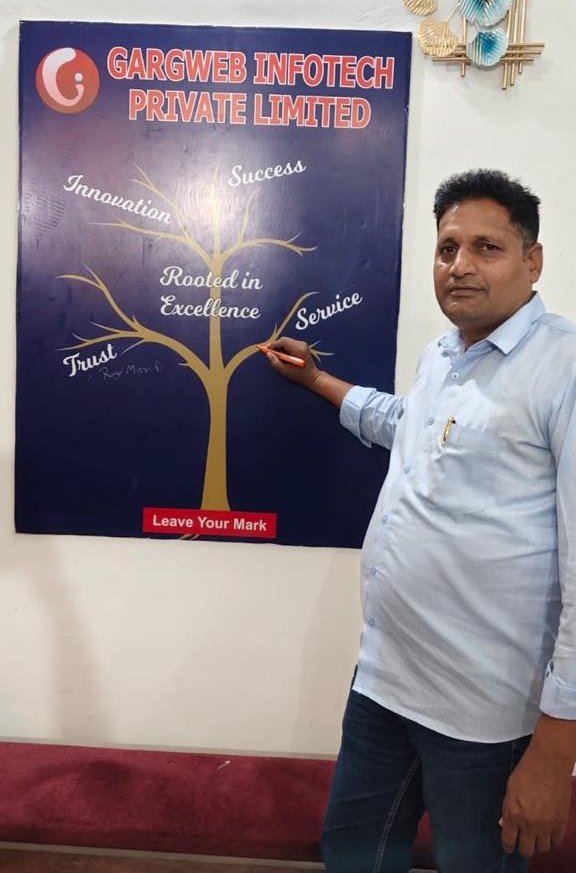 GARGWEB INFOTECH
PRIVATE LIMITED
Success
Innovation
Rooted in
Excellence
Service
Trust
Leave Your Mark